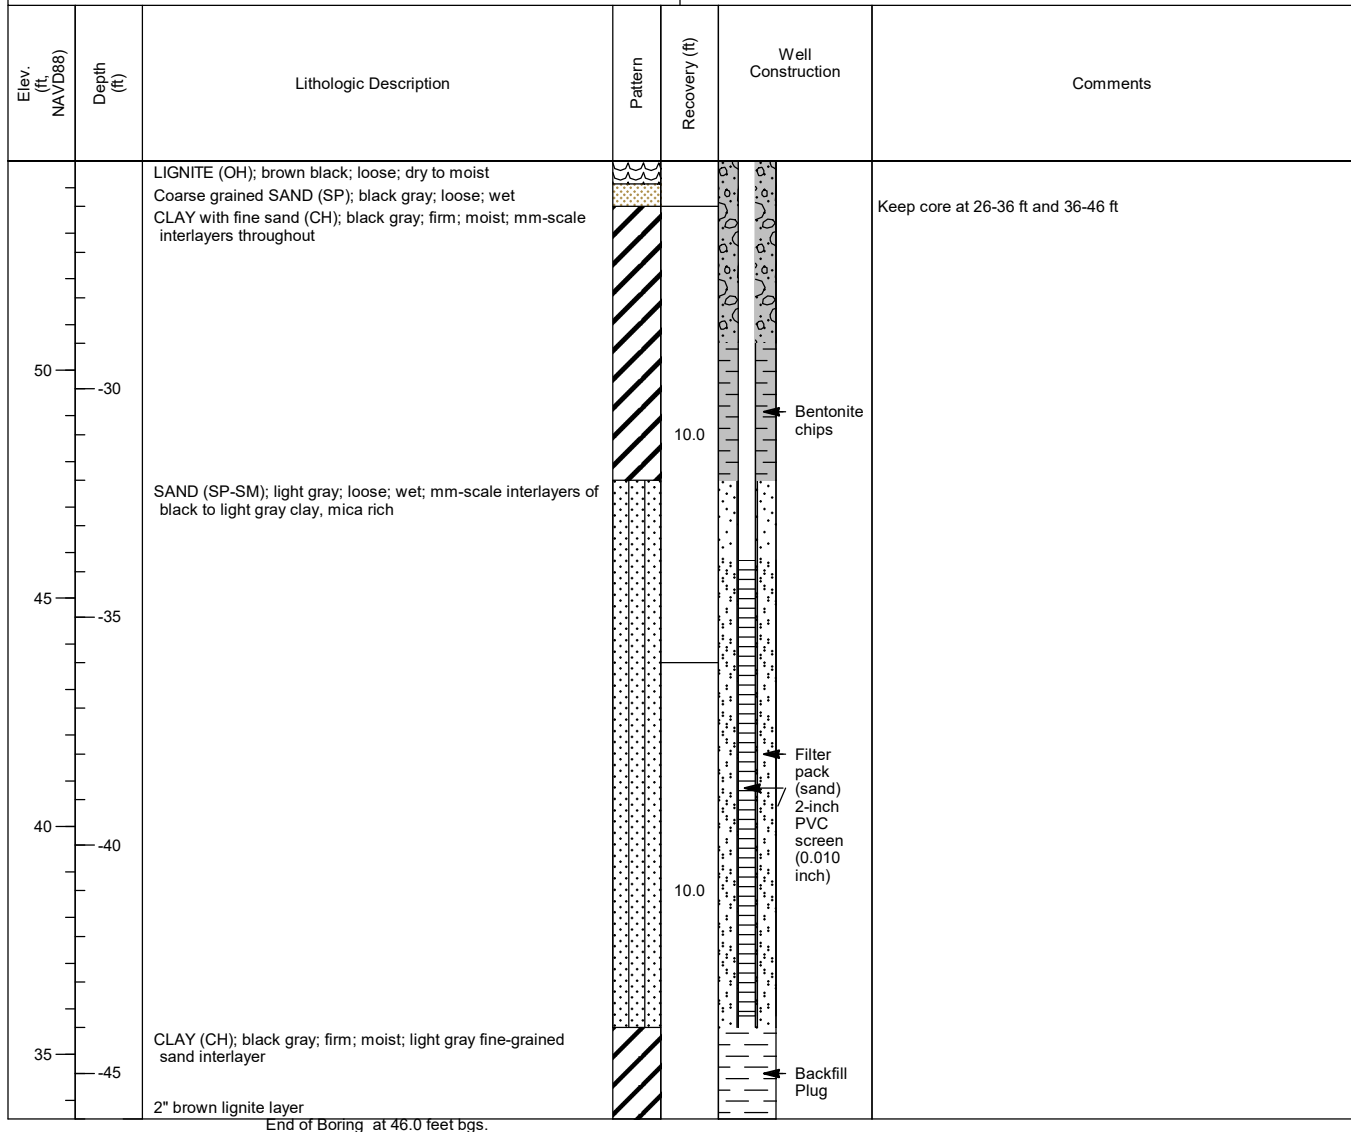 Elev.
(ft,
NAVD88)
Depth
(ft)
Lithologic Description
Pattern
Recovery (ft)
Well
Construction
Comments
LIGNITE (OH); brown black; loose; dry to moist
Coarse grained SAND (SP); black gray; loose; wet
CLAY with fine sand (CH); black gray; firm; moist; mm-scale
interlayers throughout
Keep core at 26-36 ft and 36-46 ft
50
-30
Bentonite
chips
10.0
SAND (SP-SM); light gray; loose; wet; mm-scale interlayers of
black to light gray clay, mica rich
45
-35
Filter
pack
(sand)
2-inch
PVC
screen
(0.010
inch)
40
-40
10.0
CLAY (CH); black gray; firm; moist; light gray fine-grained
sand interlayer
35
-45
Backfill
Plug
2" brown lignite layer
End of Boring at 46.0 feet bgs.